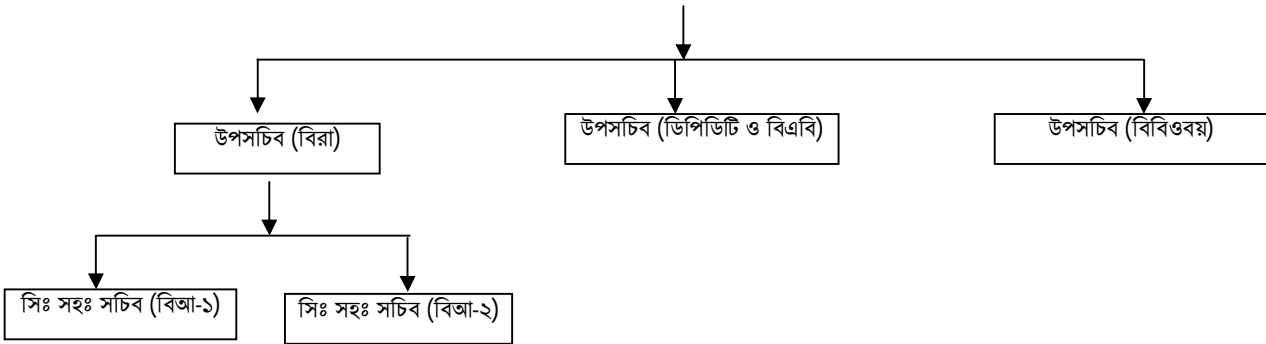 উপসচিব (বিরা)
উপসচিব (ডিপিডিটি ও বিএবি)
উপসচিব (বিবিওবয়)
সিঃ সহঃ সচিব (বিআ-১)
সিঃ সহঃ সচিব (বিআ-২)